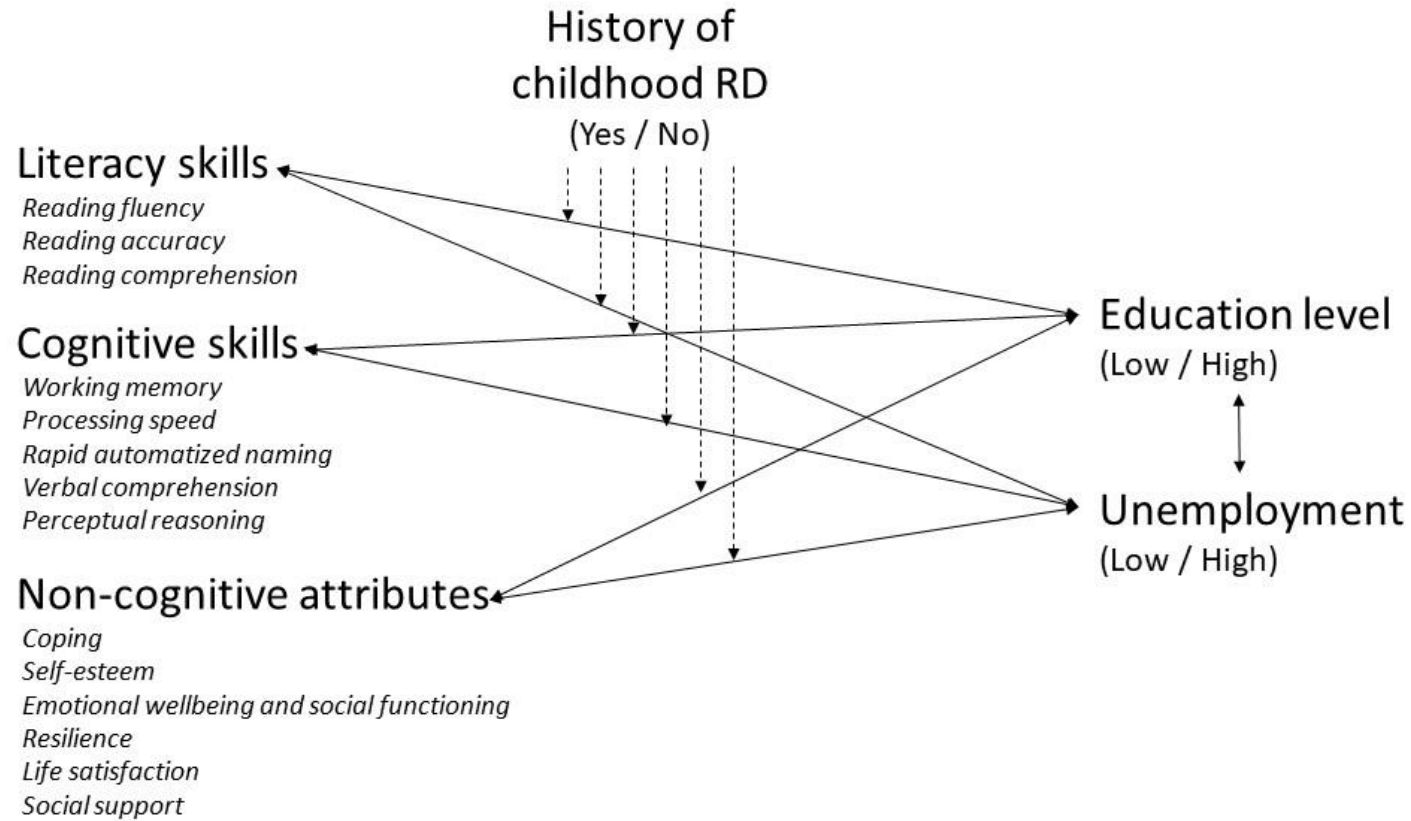 History of
childhood RD
(Yes / No)
Literacy skills
Reading fluency
Reading accuracy
Reading comprehension
Cognitive skills
Working memory
Processing speed
Rapid automatized naming
Verbal comprehension
Perceptual reasoning
Non-cognitive attributes
Coping
Self-esteem
Emotional wellbeing and social functioning
Resilience
Life satisfaction
Social support
Education level
(Low / High)
Unemployment
(Low / High)